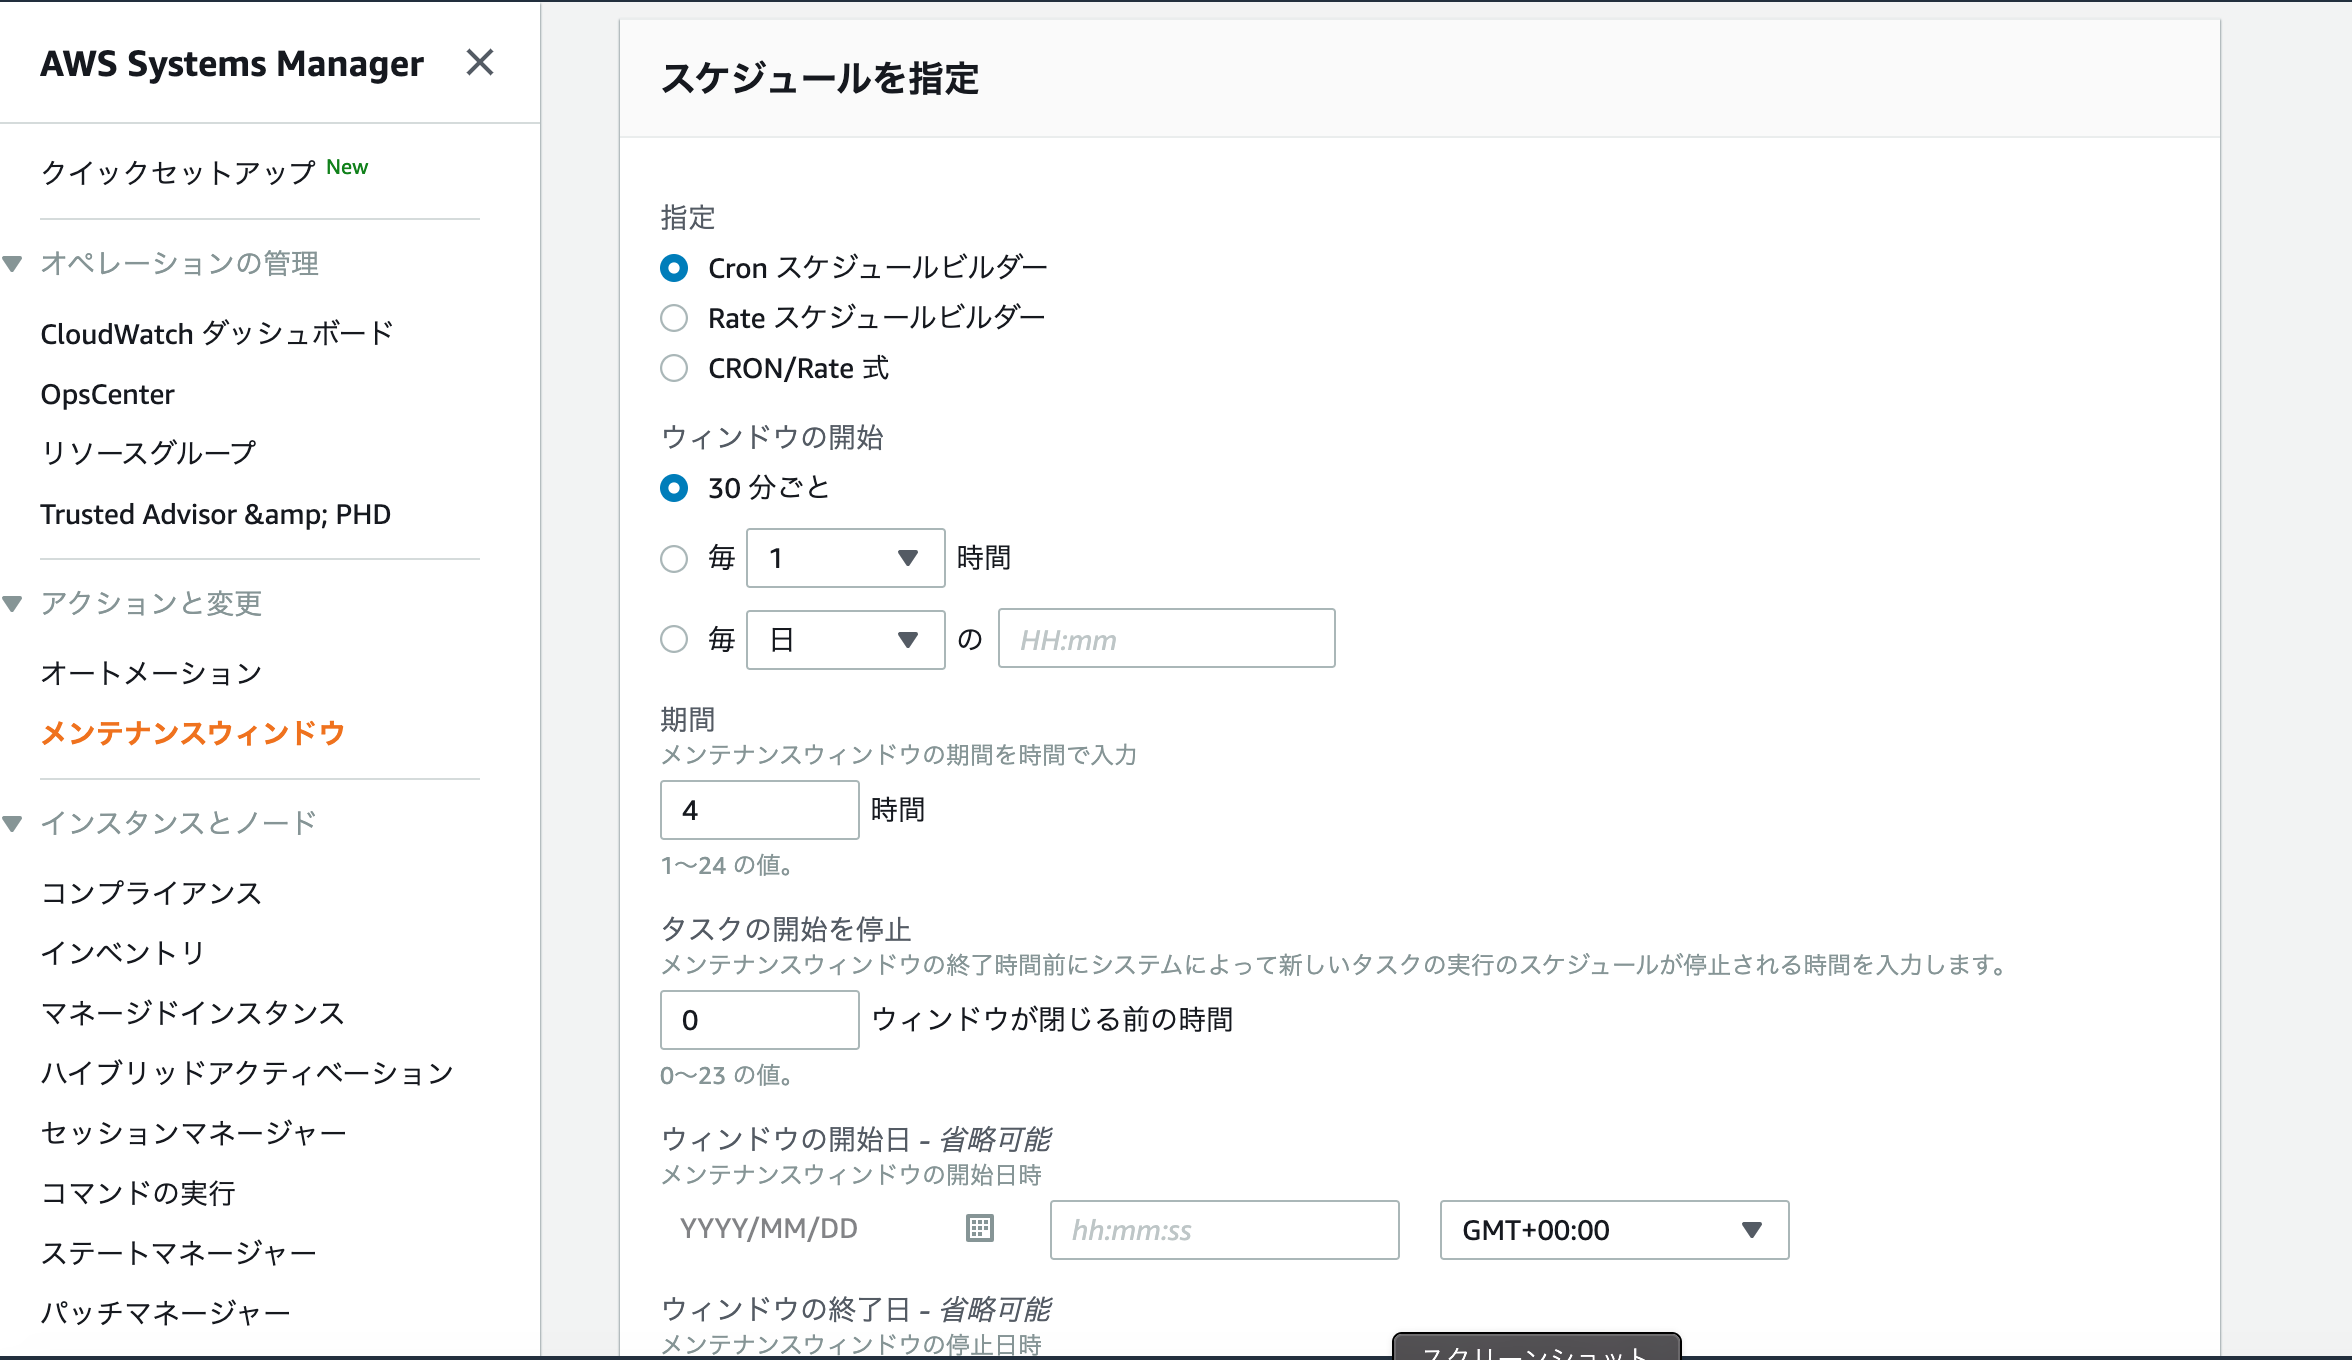 AWS Systems Manager
クイックセットアップ New
オペレーションの管理
CloudWatch ダッシュボード
OpsCenter
リソースグループ
Trusted Advisor &amp; PHD
アクションと変更
オートメーション
メンテナンスウィンドウ
インスタンスとノード
コンプライアンス
インベントリ
マネージドインスタンス
ハイブリッドアクティベーション
セッションマネージャー
コマンドの実行
ステートマネージャー
パッチマネージャー
スケジュールを指定
指定
Cron スケジュールビルダー
Rate スケジュールビルダー
CRON/Rate 式
ウィンドウの開始
30 分ごと
毎 1 時間
毎 日 の HH:mm
期間
メンテナンスウィンドウの期間を時間で入力
4 時間
1〜24 の値。
タスクの開始を停止
メンテナンスウィンドウの終了時間前にシステムによって新しいタスクの実行のスケジュールが停止される時間を入力します。
0 ウィンドウが閉じる前の時間
0〜23 の値。
ウィンドウの開始日 - 省略可能
メンテナンスウィンドウの開始日時
YYYY/MM/DD hh:mm:ss GMT+00:00
ウィンドウの終了日 - 省略可能
メンテナンスウィンドウの停止日時
スクリーンショット